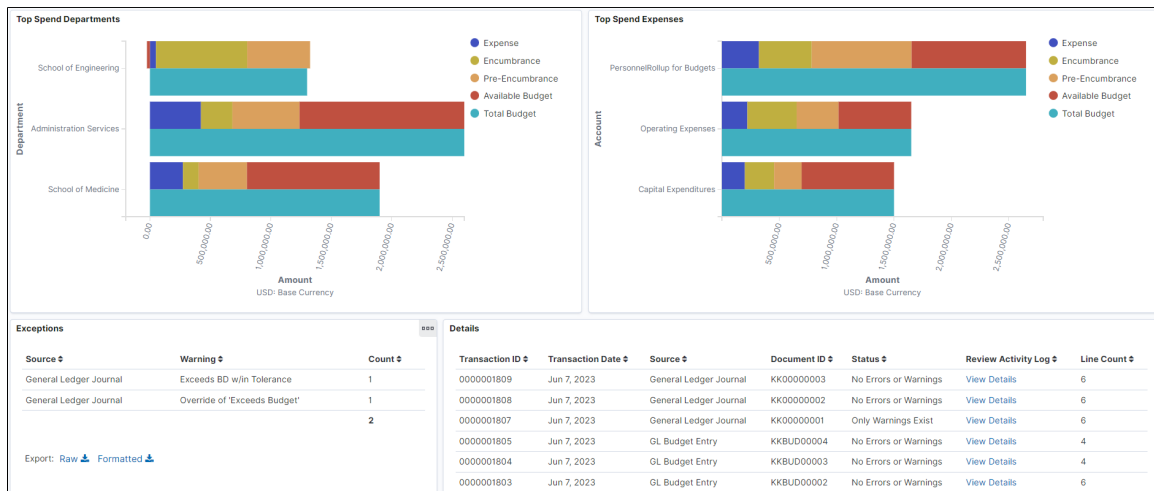 Top Spend Departments
Department
School of Engineering
Administration Services
School of Medicine
0.00
500,000.00
1,000,000.00
1,500,000.00
2,000,000.00
2,500,000.00
Amount
USD: Base Currency
Expense
Encumbrance
Pre-Encumbrance
Available Budget
Total Budget
Top Spend Expenses
Account
PersonnelRollup for Budgets
Operating Expenses
Capital Expenditures
500,000.00
1,000,000.00
1,500,000.00
2,000,000.00
2,500,000.00
Amount
USD: Base Currency
Expense
Encumbrance
Pre-Encumbrance
Available Budget
Total Budget
Exceptions
Source Warning Count
General Ledger Journal Exceeds BD w/in Tolerance 1
General Ledger Journal Override of 'Exceeds Budget' 1
2
Export: Raw Formatted
Details
Transaction ID Transaction Date Source Document ID Status Review Activity Log Line Count
0000001809 Jun 7, 2023 General Ledger Journal KK00000003 No Errors or Warnings View Details 6
0000001808 Jun 7, 2023 General Ledger Journal KK00000002 No Errors or Warnings View Details 6
0000001807 Jun 7, 2023 General Ledger Journal KK00000001 Only Warnings Exist View Details 6
0000001805 Jun 7, 2023 GL Budget Entry KKBUD00004 No Errors or Warnings View Details 4
0000001804 Jun 7, 2023 GL Budget Entry KKBUD00003 No Errors or Warnings View Details 4
0000001803 Jun 7, 2023 GL Budget Entry KKBUD00002 No Errors or Warnings View Details 6